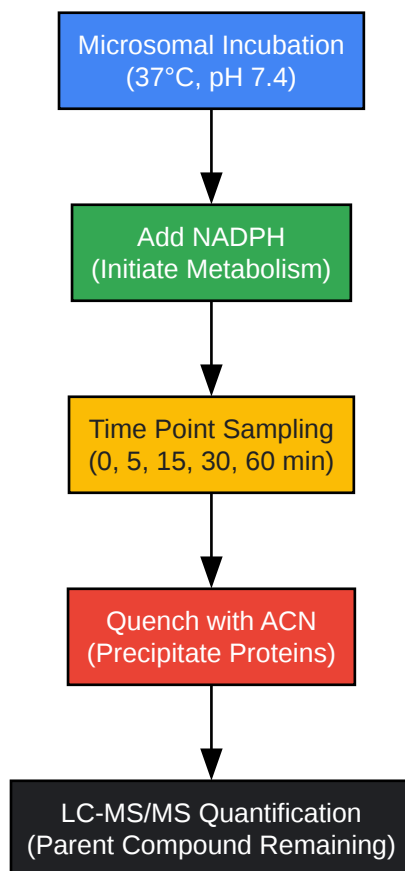 Microsomal Incubation
(37°C, pH 7.4)
Add NADPH
(Initiate Metabolism)
Time Point Sampling
(0, 5, 15, 30, 60 min)
Quench with ACN
(Precipitate Proteins)
LC-MS/MS Quantification
(Parent Compound Remaining)